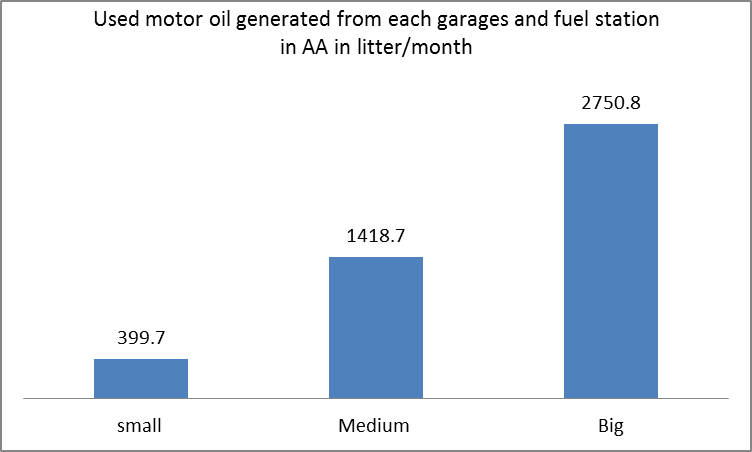 Used motor oil generated from each garages and fuel station
in AA in litter/month
2750.8
1418.7
399.7
small Medium Big